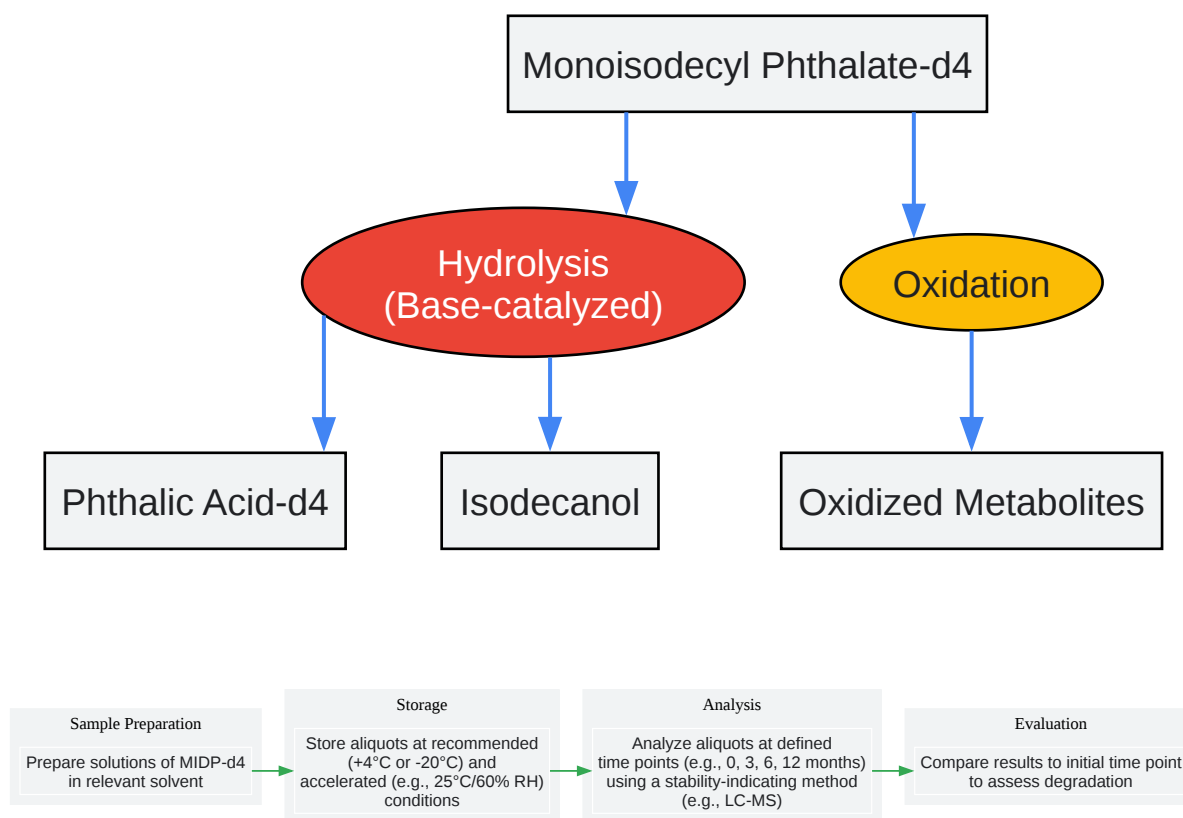 Monoisodecyl Phthalate-d4
Hydrolysis
(Base-catalyzed)
Oxidation
Phthalic Acid-d4
Isodecanol
Oxidized Metabolites
Sample Preparation
Prepare solutions of MIDP-d4
in relevant solvent
Storage
Store aliquots at recommended
(+4°C or -20°C) and
accelerated (e.g., 25°C/60% RH)
conditions
Analysis
Analyze aliquots at defined
time points (e.g., 0, 3, 6, 12 months)
using a stability-indicating method
(e.g., LC-MS)
Evaluation
Compare results to initial time point
to assess degradation